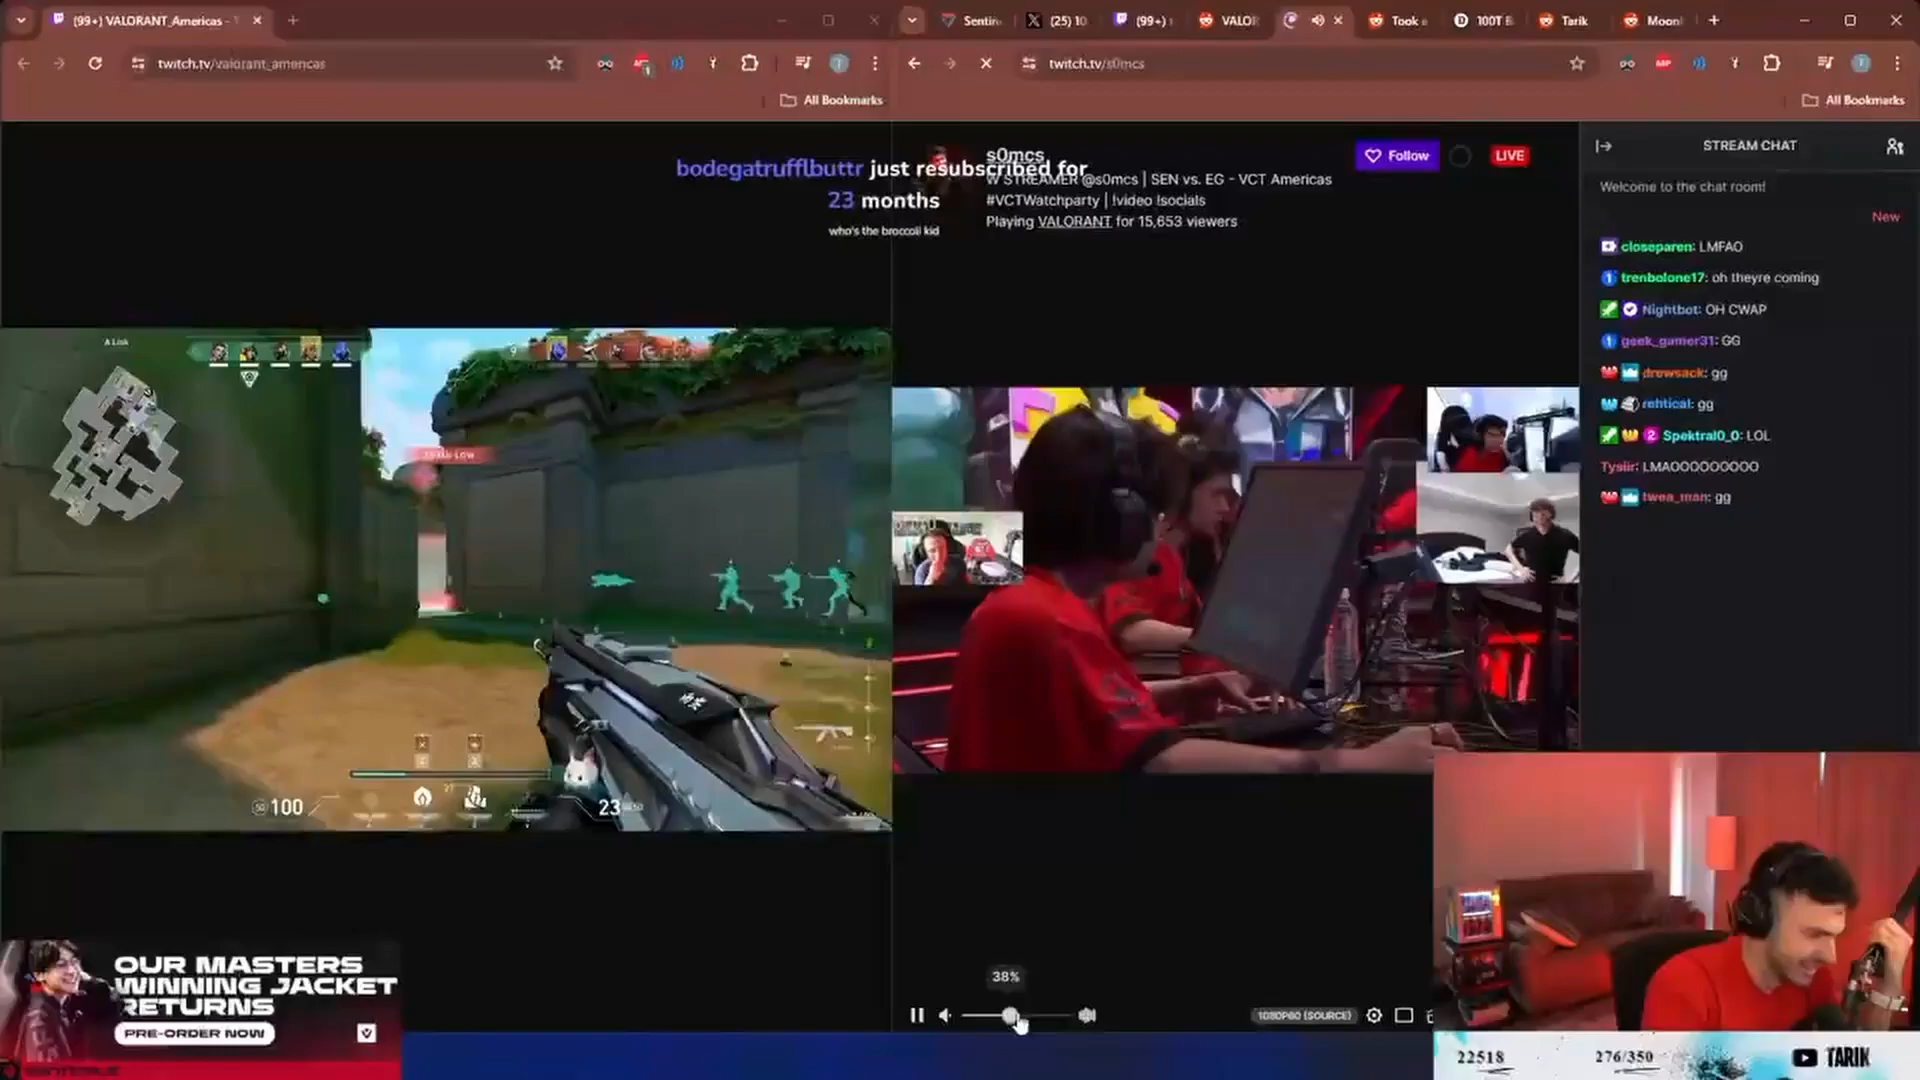 (99+) VALORANT_Americas -
Sentin
(25) 10
(99+)
VALOR
Took a
100T B
Tarik
Moon
twitch.tv/valorant_americas
twitch.tv/s0mcs
All Bookmarks
All Bookmarks
bodegatrufflbuttr just resubscribed for
23 months
who's the broccoli kid
s0mcs
W STREAMER @s0mcs | SEN vs. EG - VCT Americas
#VCTWatchparty | !video !socials
Playing VALORANT for 15,653 viewers
Follow
LIVE
STREAM CHAT
Welcome to the chat room!
New
closeparen: LMFAO
trenbolone17: oh theyre coming
Nightbot: OH CWAP
geek_gamer31: GG
drewsack: gg
rehtical: gg
Spektral0_0: LOL
Tysiir: LMAOOOOOOOOO
twea_man: gg
A Link
9
100
23
OUR MASTERS
WINNING JACKET
RETURNS
PRE-ORDER NOW
38%
1080P60 (SOURCE)
22518
276/350
TARIK